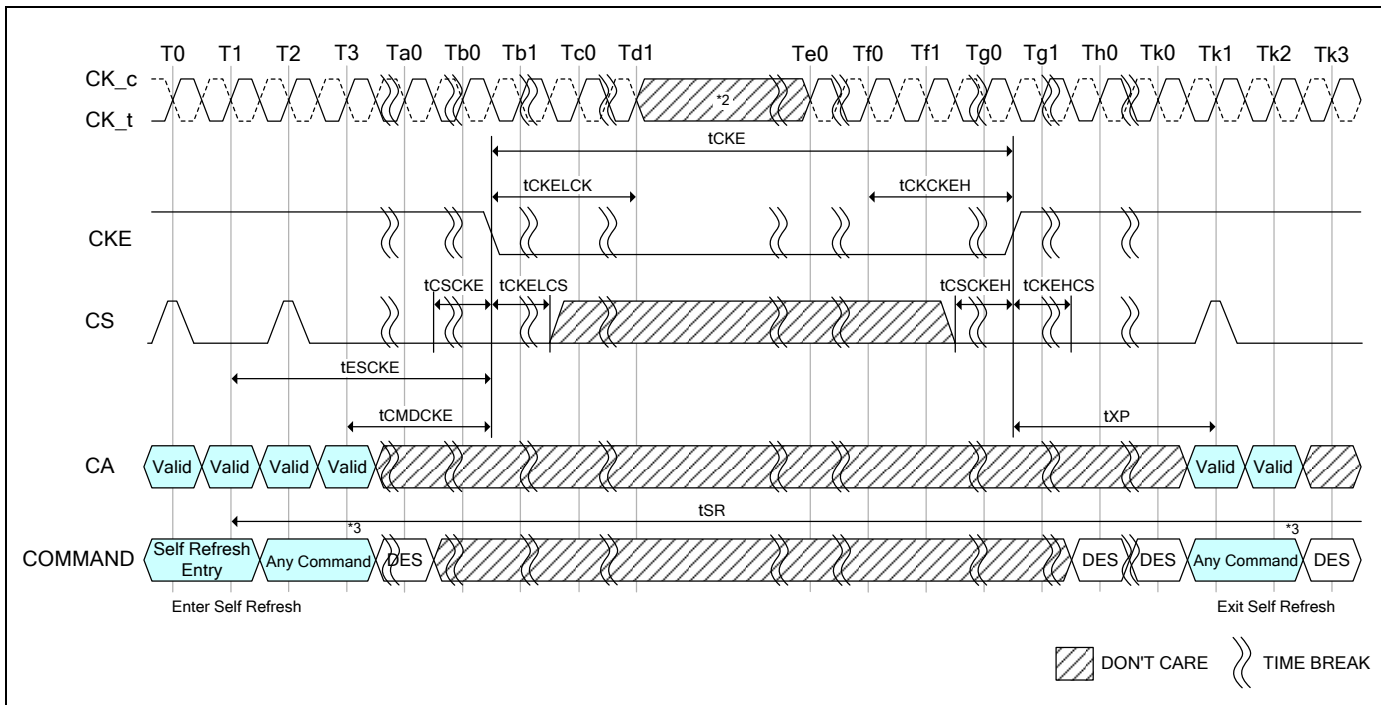 T0 T1 T2 T3 Ta0 Tb0 Tb1 Tc0 Td1 Te0 Tf0 Tf1 Tg0 Tg1 Th0 Tk0 Tk1 Tk2 Tk3
CK_c
*2
CK_t
tCKE
tCKELCK tCKCKEH
CKE
tCSCKE tCKELCS tCSCKEH tCKEHCS
CS
tESCKE
tCMDCKE tXP
CA Valid Valid Valid Valid Valid Valid
tSR
*3 *3
COMMAND Self Refresh Entry Any Command DES DES DES Any Command DES
Enter Self Refresh Exit Self Refresh
DON'T CARE TIME BREAK